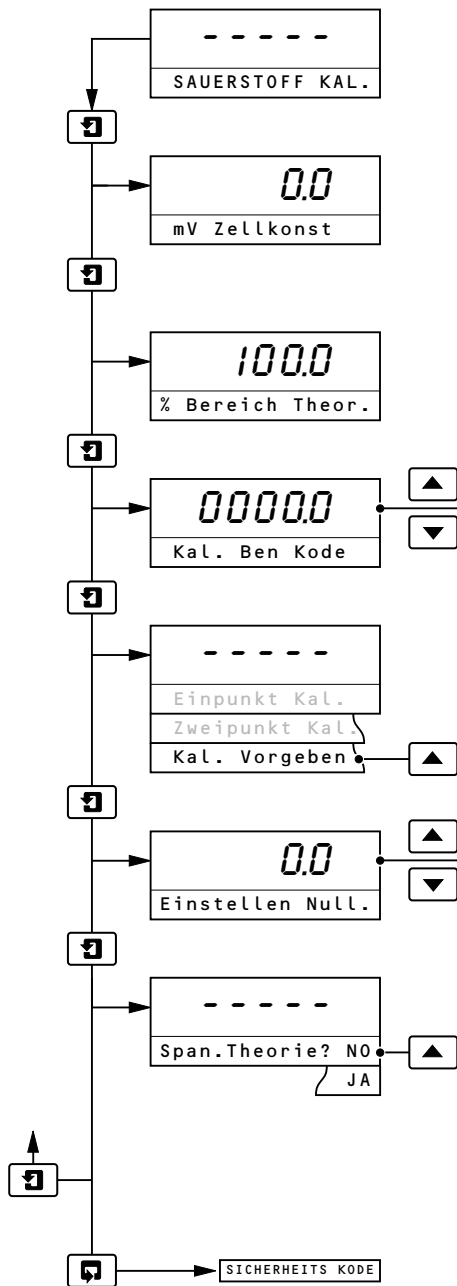 - - - - -
SAUERSTOFF KAL.
0.0
mV Zellkonst
100.0
% Bereich Theor.
0000.0
Kal. Ben Kode
- - - - -
Einpunkt Kal.
Zweipunkt Kal.
Kal. Vorgeben
0.0
Einstellen Null.
- - - - -
Span.Theorie? NO
JA
SICHERHEITS KODE